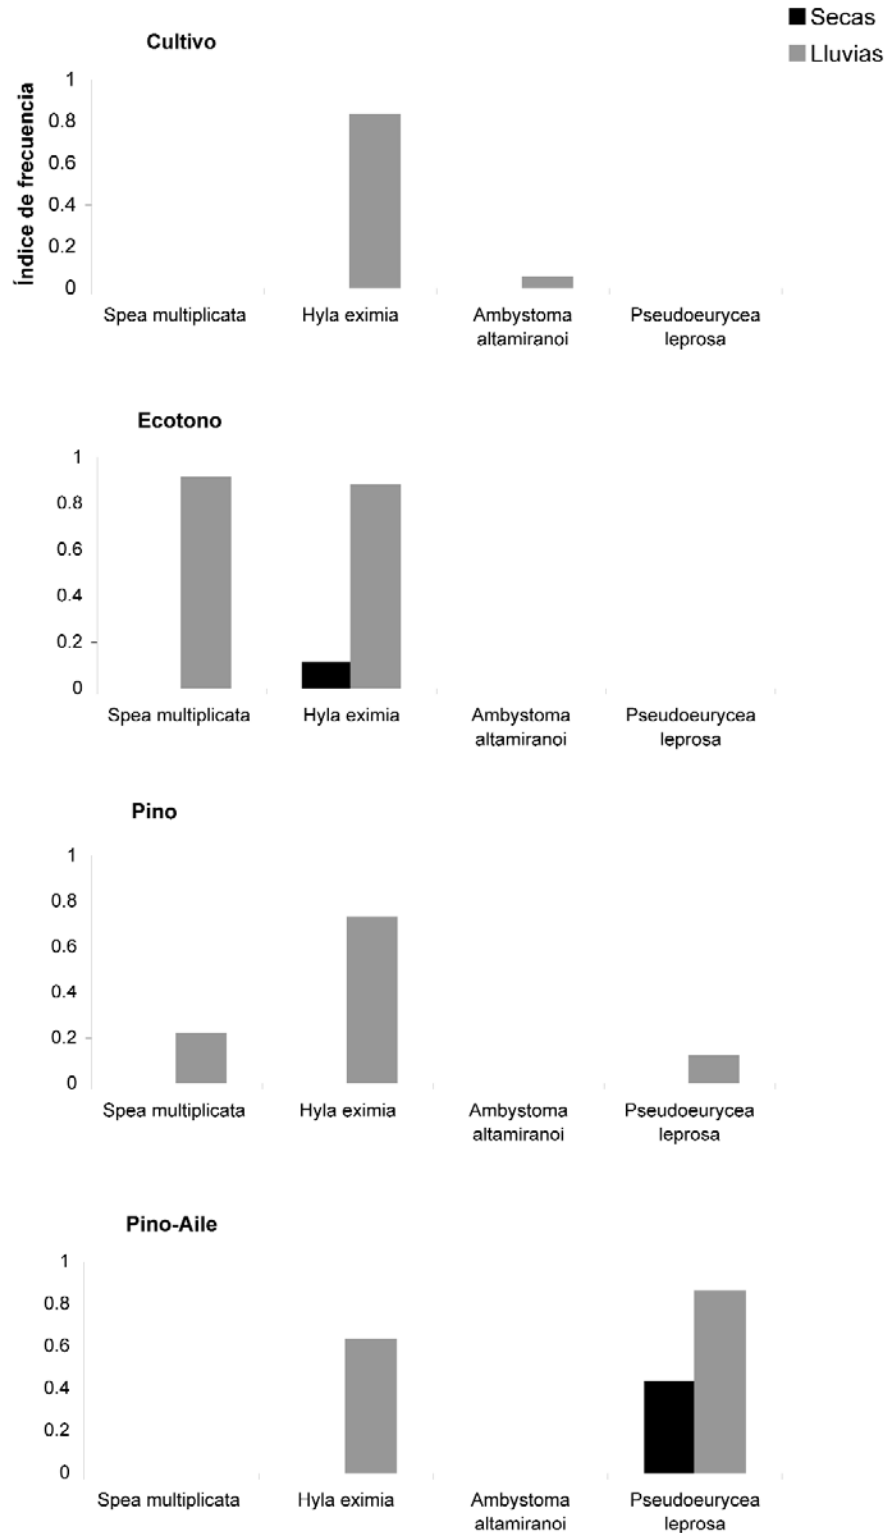 Secas
Lluvias
Cultivo
Índice de frecuencia
1
0.8
0.6
0.4
0.2
0
Spea multiplicata Hyla eximia Ambystoma Pseudoeurycea
altamiranoi leprosa
Ecotono
1
0.8
0.6
0.4
0.2
0
Spea multiplicata Hyla eximia Ambystoma Pseudoeurycea
altamiranoi leprosa
Pino
1
0.8
0.6
0.4
0.2
0
Spea multiplicata Hyla eximia Ambystoma Pseudoeurycea
altamiranoi leprosa
Pino-Aile
1
0.8
0.6
0.4
0.2
0
Spea multiplicata Hyla eximia Ambystoma Pseudoeurycea
altamiranoi leprosa